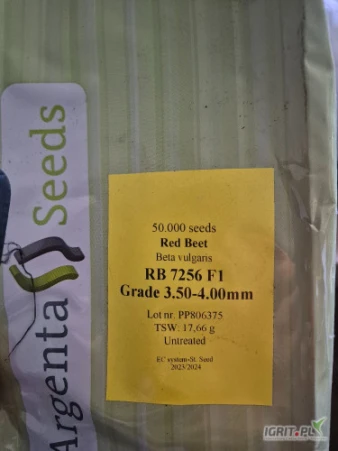 Argenta Seeds
50.000 seeds
Red Beet
Beta vulgaris
RB 7256 F1
Grade 3.50-4.00mm
Lot nr. PP806375
TSW: 17,66 g
Untreated
EC system-St. Seed
2023/2024
IGRIT.PL